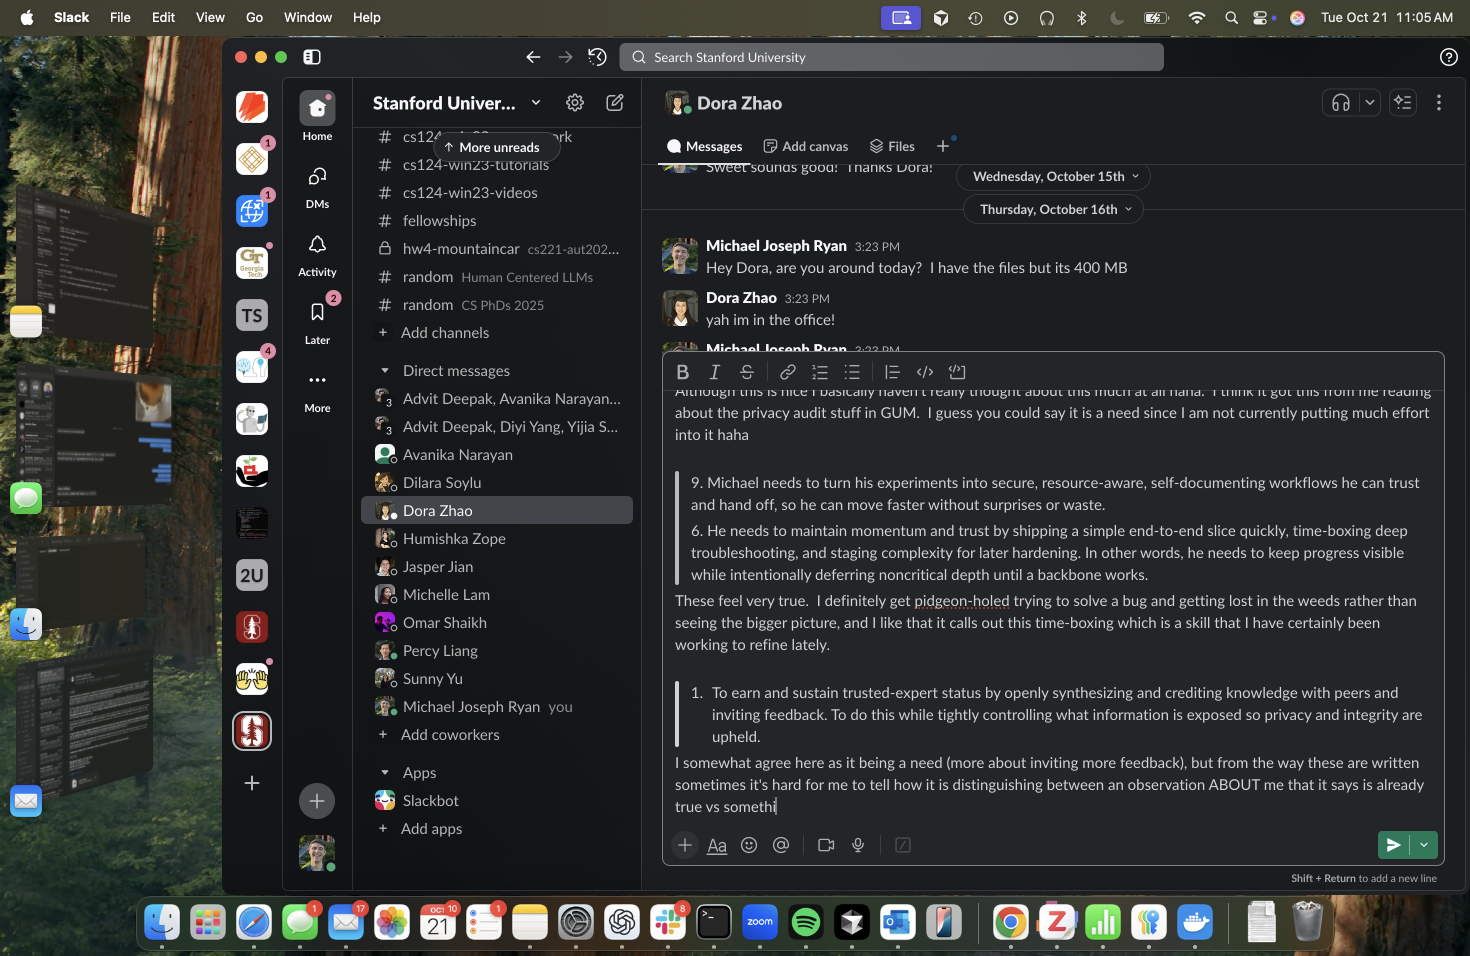 Slack File Edit View Go Window Help
Tue Oct 21 11:05 AM
Search Stanford University
Stanford Univer...
Home
DMs
Activity
Later
More
1
1
GT
Georgia Tech
TS
4
2U
2
More unreads
# cs124-win23-tutorials
# cs124-win23-videos
# fellowships
hw4-mountaincar cs221-aut202...
# random Human Centered LLMs
# random CS PhDs 2025
+ Add channels
Direct messages
3 Advit Deepak, Avanika Narayan...
3 Advit Deepak, Diyi Yang, Yijia S...
Avanika Narayan
Dilara Soylu
Dora Zhao
Humishka Zope
Jasper Jian
Michelle Lam
Omar Shaikh
Percy Liang
Sunny Yu
Michael Joseph Ryan you
+ Add coworkers
Apps
Slackbot
+ Add apps
Dora Zhao
Messages Add canvas Files +
Sweet sounds good! Thanks Dora!
Wednesday, October 15th
Thursday, October 16th
Michael Joseph Ryan 3:23 PM
Hey Dora, are you around today? I have the files but its 400 MB
Dora Zhao 3:23 PM
yah im in the office!
Michael Joseph Ryan 3:23 PM
B I S
Although this is nice I basically haven't really thought about this much at all haha. I think it got this from me reading
about the privacy audit stuff in GUM. I guess you could say it is a need since I am not currently putting much effort
into it haha
9. Michael needs to turn his experiments into secure, resource-aware, self-documenting workflows he can trust
and hand off, so he can move faster without surprises or waste.
6. He needs to maintain momentum and trust by shipping a simple end-to-end slice quickly, time-boxing deep
troubleshooting, and staging complexity for later hardening. In other words, he needs to keep progress visible
while intentionally deferring noncritical depth until a backbone works.
These feel very true. I definitely get pidgeon-holed trying to solve a bug and getting lost in the weeds rather than
seeing the bigger picture, and I like that it calls out this time-boxing which is a skill that I have certainly been
working to refine lately.
1. To earn and sustain trusted-expert status by openly synthesizing and crediting knowledge with peers and
inviting feedback. To do this while tightly controlling what information is exposed so privacy and integrity are
upheld.
I somewhat agree here as it being a need (more about inviting more feedback), but from the way these are written
sometimes it's hard for me to tell how it is distinguishing between an observation ABOUT me that it says is already
true vs somethi
Aa
Shift + Return to add a new line
1
17
OCT 10
21
1
8
zoom
Z